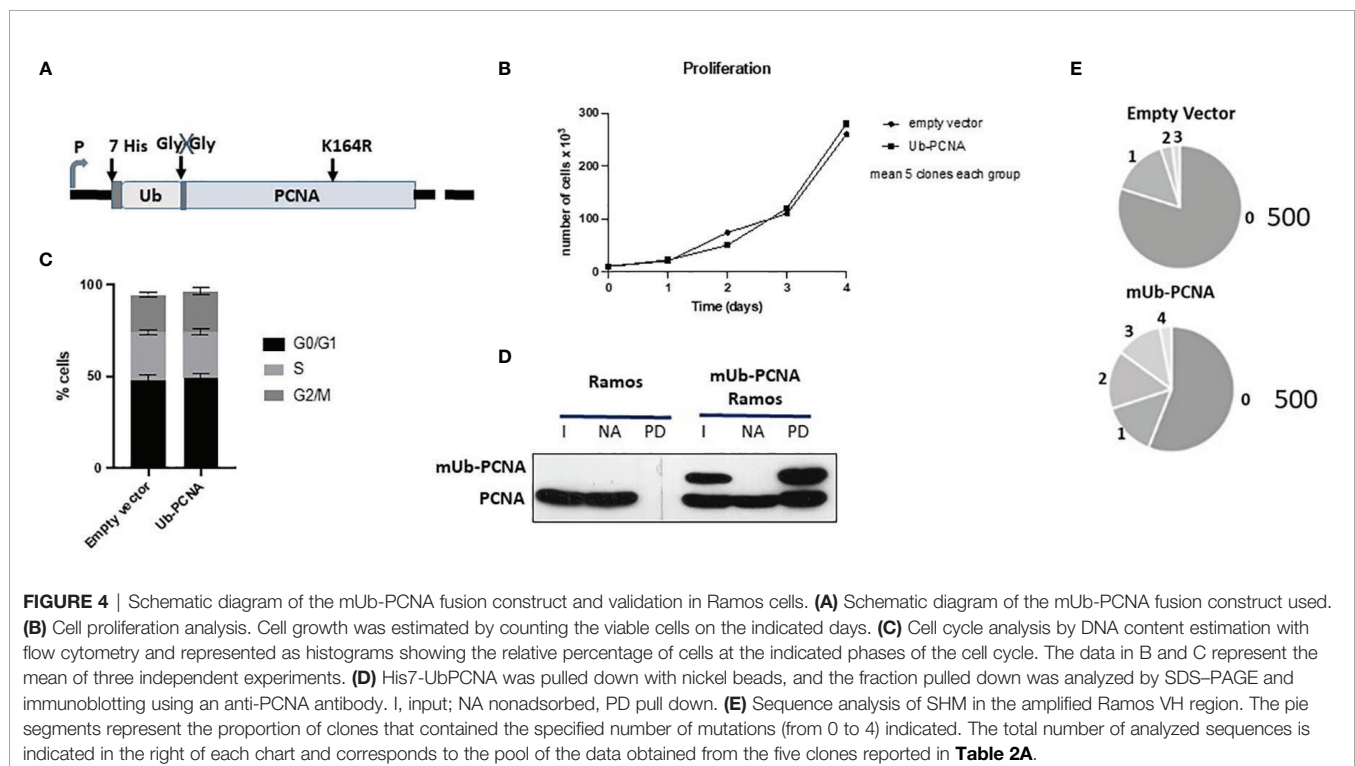 A
P
7 His
Gly
X
Gly
K164R
Ub
PCNA
B
Proliferation
number of cells x 10³
300
200
100
0
0 1 2 3 4
Time (days)
empty vector
Ub-PCNA
mean 5 clones each group
C
% cells
100
50
0
Empty vector
Ub-PCNA
G0/G1
S
G2/M
D
Ramos
mUb-PCNA
Ramos
I NA PD I NA PD
mUb-PCNA
PCNA
E
Empty Vector
2 3
1
0 500
mUb-PCNA
4
3
2
1
0 500
FIGURE 4 | Schematic diagram of the mUb-PCNA fusion construct and validation in Ramos cells. (A) Schematic diagram of the mUb-PCNA fusion construct used.
(B) Cell proliferation analysis. Cell growth was estimated by counting the viable cells on the indicated days. (C) Cell cycle analysis by DNA content estimation with
flow cytometry and represented as histograms showing the relative percentage of cells at the indicated phases of the cell cycle. The data in B and C represent the
mean of three independent experiments. (D) His7-UbPCNA was pulled down with nickel beads, and the fraction pulled down was analyzed by SDS–PAGE and
immunoblotting using an anti-PCNA antibody. I, input; NA nonadsorbed, PD pull down. (E) Sequence analysis of SHM in the amplified Ramos VH region. The pie
segments represent the proportion of clones that contained the specified number of mutations (from 0 to 4) indicated. The total number of analyzed sequences is
indicated in the right of each chart and corresponds to the pool of the data obtained from the five clones reported in Table 2A.